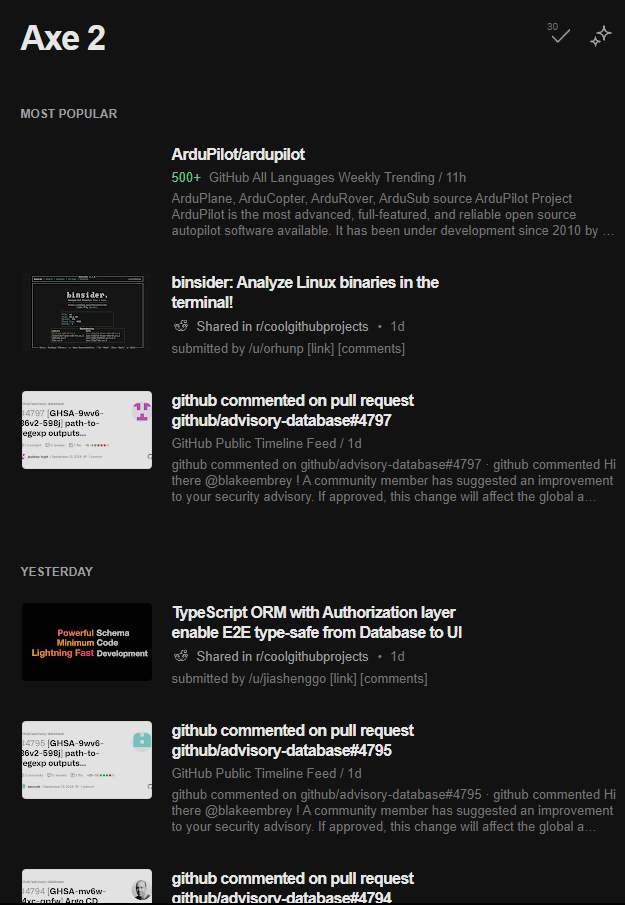 Axe 2
30
MOST POPULAR
ArduPilot/ardupilot
500+ GitHub All Languages Weekly Trending / 11h
ArduPlane, ArduCopter, ArduRover, ArduSub source ArduPilot Project
ArduPilot is the most advanced, full-featured, and reliable open source
autopilot software available. It has been under development since 2010 by …
binsider.
binsider: Analyze Linux binaries in the
terminal!
Shared in r/coolgithubprojects • 1d
submitted by /u/orhunp [link] [comments]
#4797 [GHSA-9wv6-
36v2-598j] path-to-
regexp outputs...
github commented on pull request
github/advisory-database#4797
GitHub Public Timeline Feed / 1d
github commented on github/advisory-database#4797 · github commented Hi
there @blakeembrey ! A community member has suggested an improvement
to your security advisory. If approved, this change will affect the global a…
YESTERDAY
Powerful Schema
Minimum Code
Lightning Fast Development
TypeScript ORM with Authorization layer
enable E2E type-safe from Database to UI
Shared in r/coolgithubprojects • 1d
submitted by /u/jiashenggo [link] [comments]
#4795 [GHSA-9wv6-
36v2-598j] path-to-
regexp outputs...
github commented on pull request
github/advisory-database#4795
GitHub Public Timeline Feed / 1d
github commented on github/advisory-database#4795 · github commented Hi
there @blakeembrey ! A community member has suggested an improvement
to your security advisory. If approved, this change will affect the global a…
#4794 [GHSA-mv6w-
Argo CD
github commented on pull request
github/advisory-database#4794